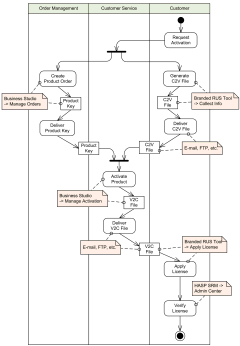 Order Management
Customer Service
Customer
Request
Activation
Create
Product Order
Generate
C2V File
Business Studio
-> Manage Orders
Product
Key
C2V
File
Branded RUS Tool
-> Collect Info
Deliver
Product Key
Deliver
C2V File
Product
Key
C2V
File
E-mail, FTP, etc.
Activate
Product
Business Studio
-> Manage Activation
V2C
File
Deliver
V2C File
E-mail, FTP, etc.
V2C
File
Branded RUS Tool
-> Apply License
Apply
License
HASP SRM ->
Admin Center
Verify
License